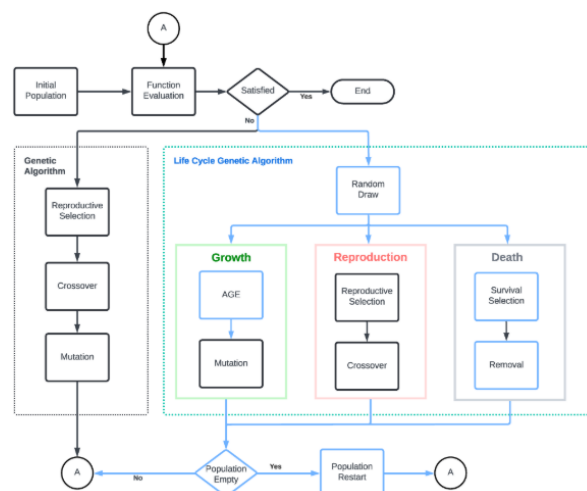 A
Initial
Population
Function
Evaluation
Satisfied
Yes
End
No
Genetic
Algorithm
Life Cycle Genetic Algorithm
Reproductive
Selection
Crossover
Mutation
Random
Draw
Growth
AGE
Mutation
Reproduction
Reproductive
Selection
Crossover
Death
Survival
Selection
Removal
A
No
Population
Empty
Yes
Population
Restart
A